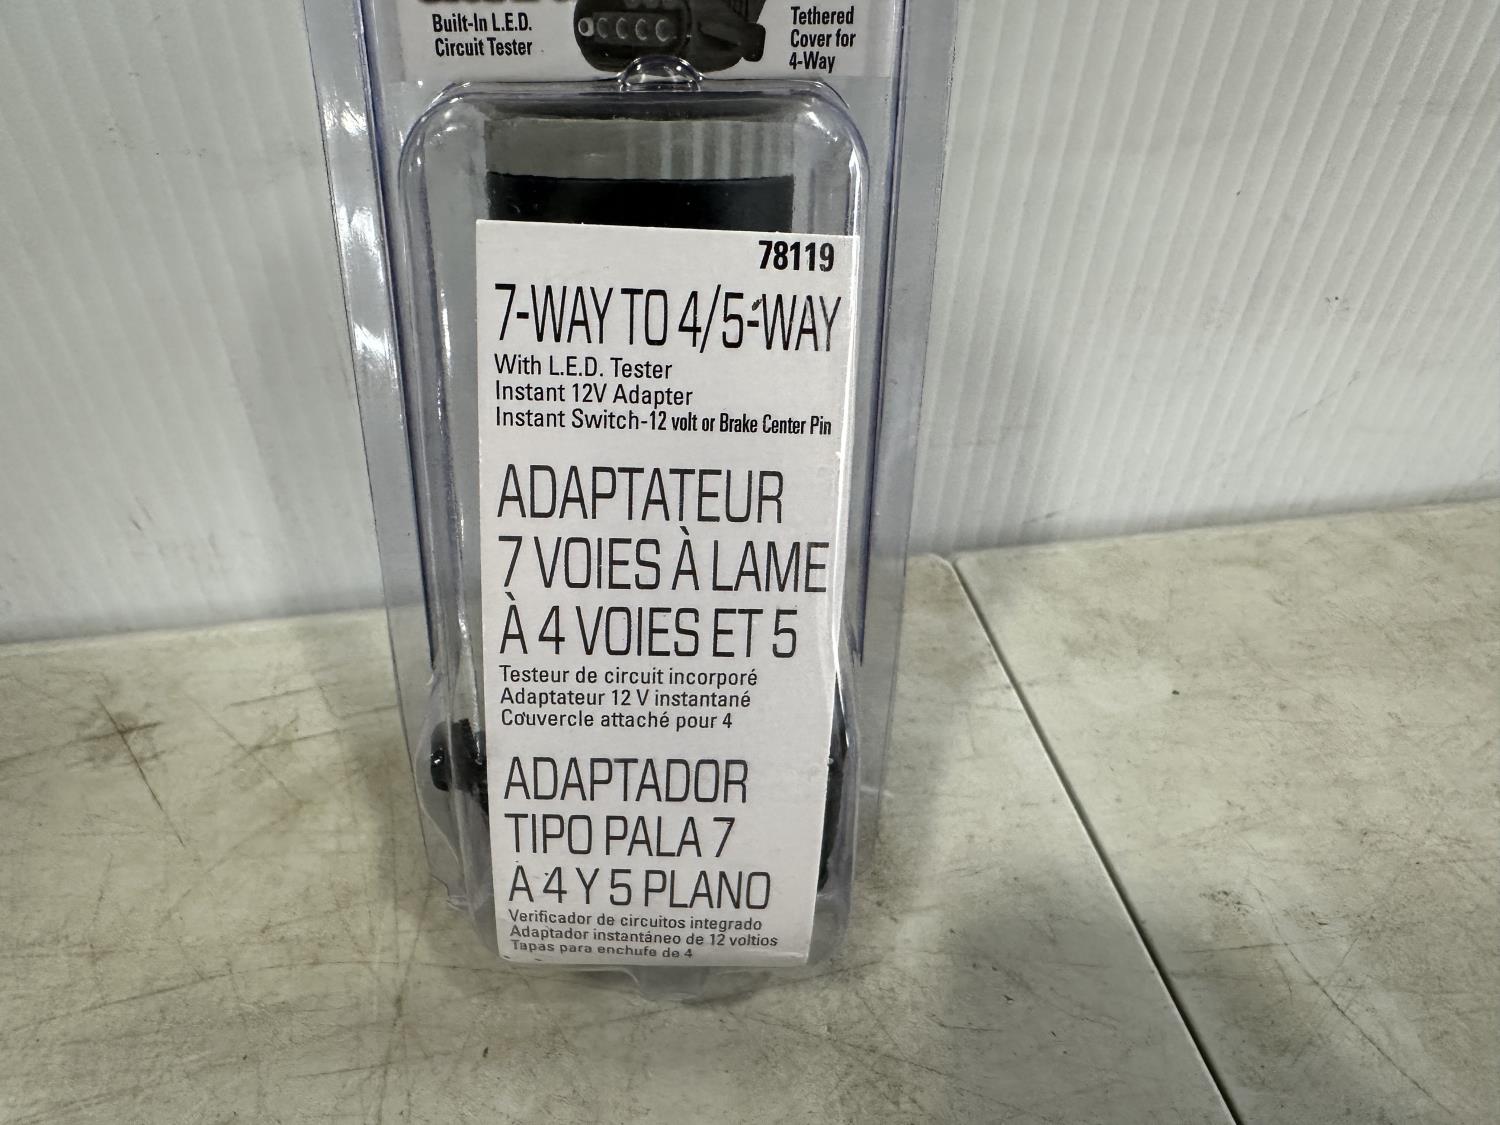 Built-In L.E.D.
Circuit Tester
Tethered
Cover for
4-Way
78119
7-WAY TO 4/5-WAY
With L.E.D. Tester
Instant 12V Adapter
Instant Switch-12 volt or Brake Center Pin
ADAPTATEUR
7 VOIES À LAME
À 4 VOIES ET 5
Testeur de circuit incorporé
Adaptateur 12 V instantané
Couvercle attaché pour 4
ADAPTADOR
TIPO PALA 7
A 4 Y 5 PLANO
Verificador de circuitos integrado
Adaptador instantáneo de 12 voltios
Tapas para enchufe de 4